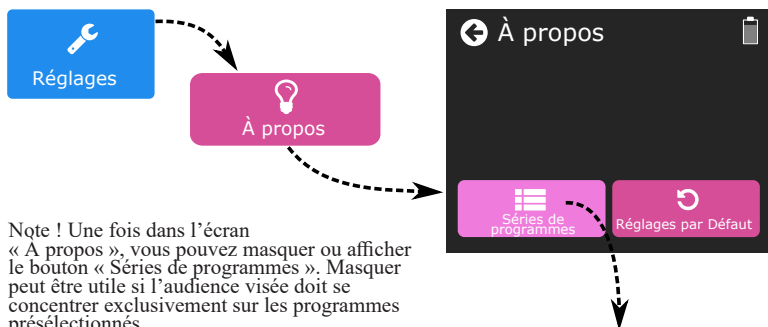 Réglages
À propos
À propos
Séries de
programmes
Réglages par Défaut
Note ! Une fois dans l’écran
« À propos », vous pouvez masquer ou afficher
le bouton « Séries de programmes ». Masquer
peut être utile si l’audience visée doit se
concentrer exclusivement sur les programmes
présélectionnés